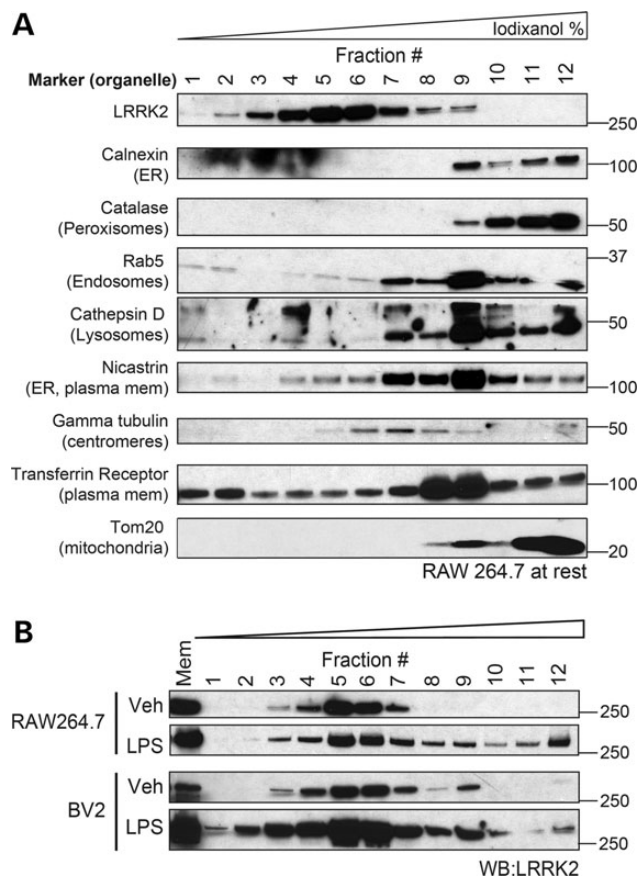 A
Iodixanol %
Fraction #
Marker (organelle)
1 2 3 4 5 6 7 8 9 10 11 12
LRRK2
250
Calnexin
(ER)
100
Catalase
(Peroxisomes)
50
Rab5
(Endosomes)
37
Cathepsin D
(Lysosomes)
50
Nicastrin
(ER, plasma mem)
100
Gamma tubulin
(centromeres)
50
Transferrin Receptor
(plasma mem)
100
Tom20
(mitochondria)
20
RAW 264.7 at rest
B
Fraction #
Mem 1 2 3 4 5 6 7 8 9 10 11 12
RAW264.7
Veh
250
LPS
250
BV2
Veh
250
LPS
250
WB:LRRK2